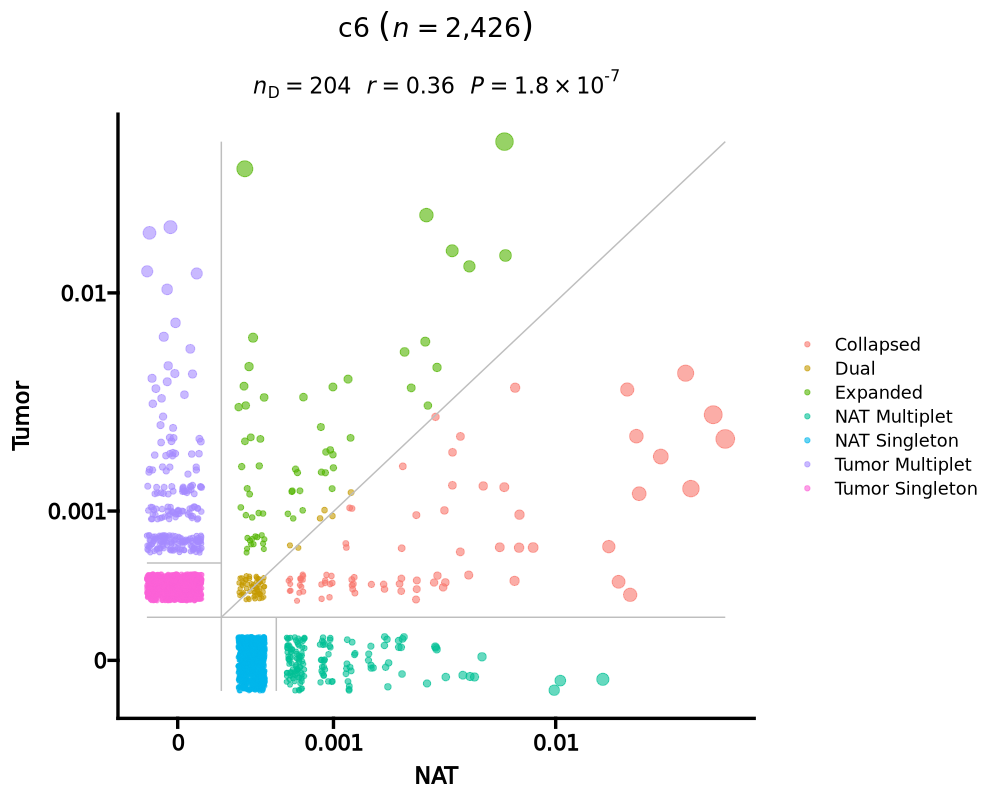 c6 (n = 2,426)
n_D = 204 r = 0.36 P = 1.8 × 10^-7
Tumor
0.01
0.001
0
0
0.001
0.01
NAT
Collapsed
Dual
Expanded
NAT Multiplet
NAT Singleton
Tumor Multiplet
Tumor Singleton